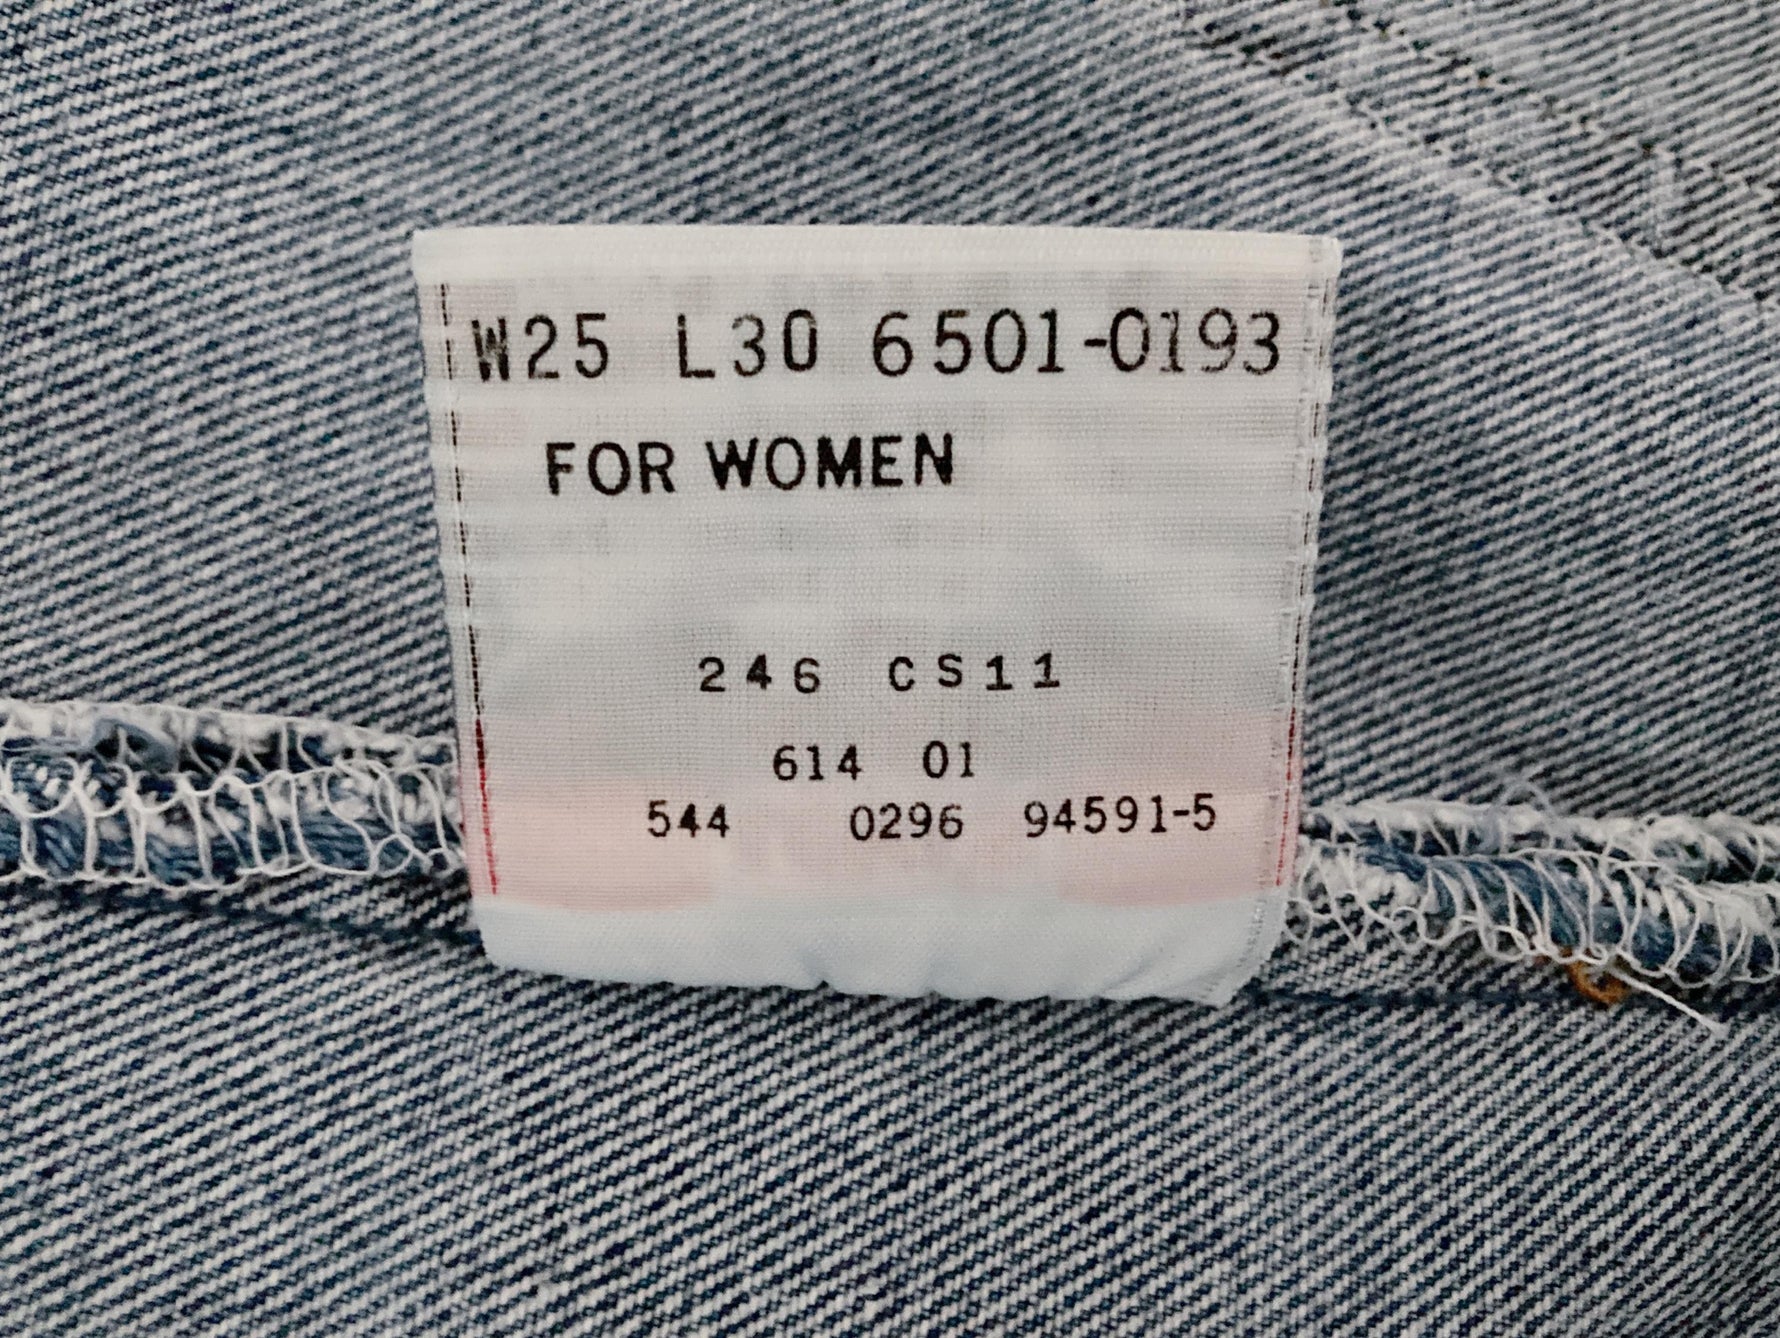 W25 L30 6501-0193
FOR WOMEN
246 CS11
614 01
544 0296 94591-5